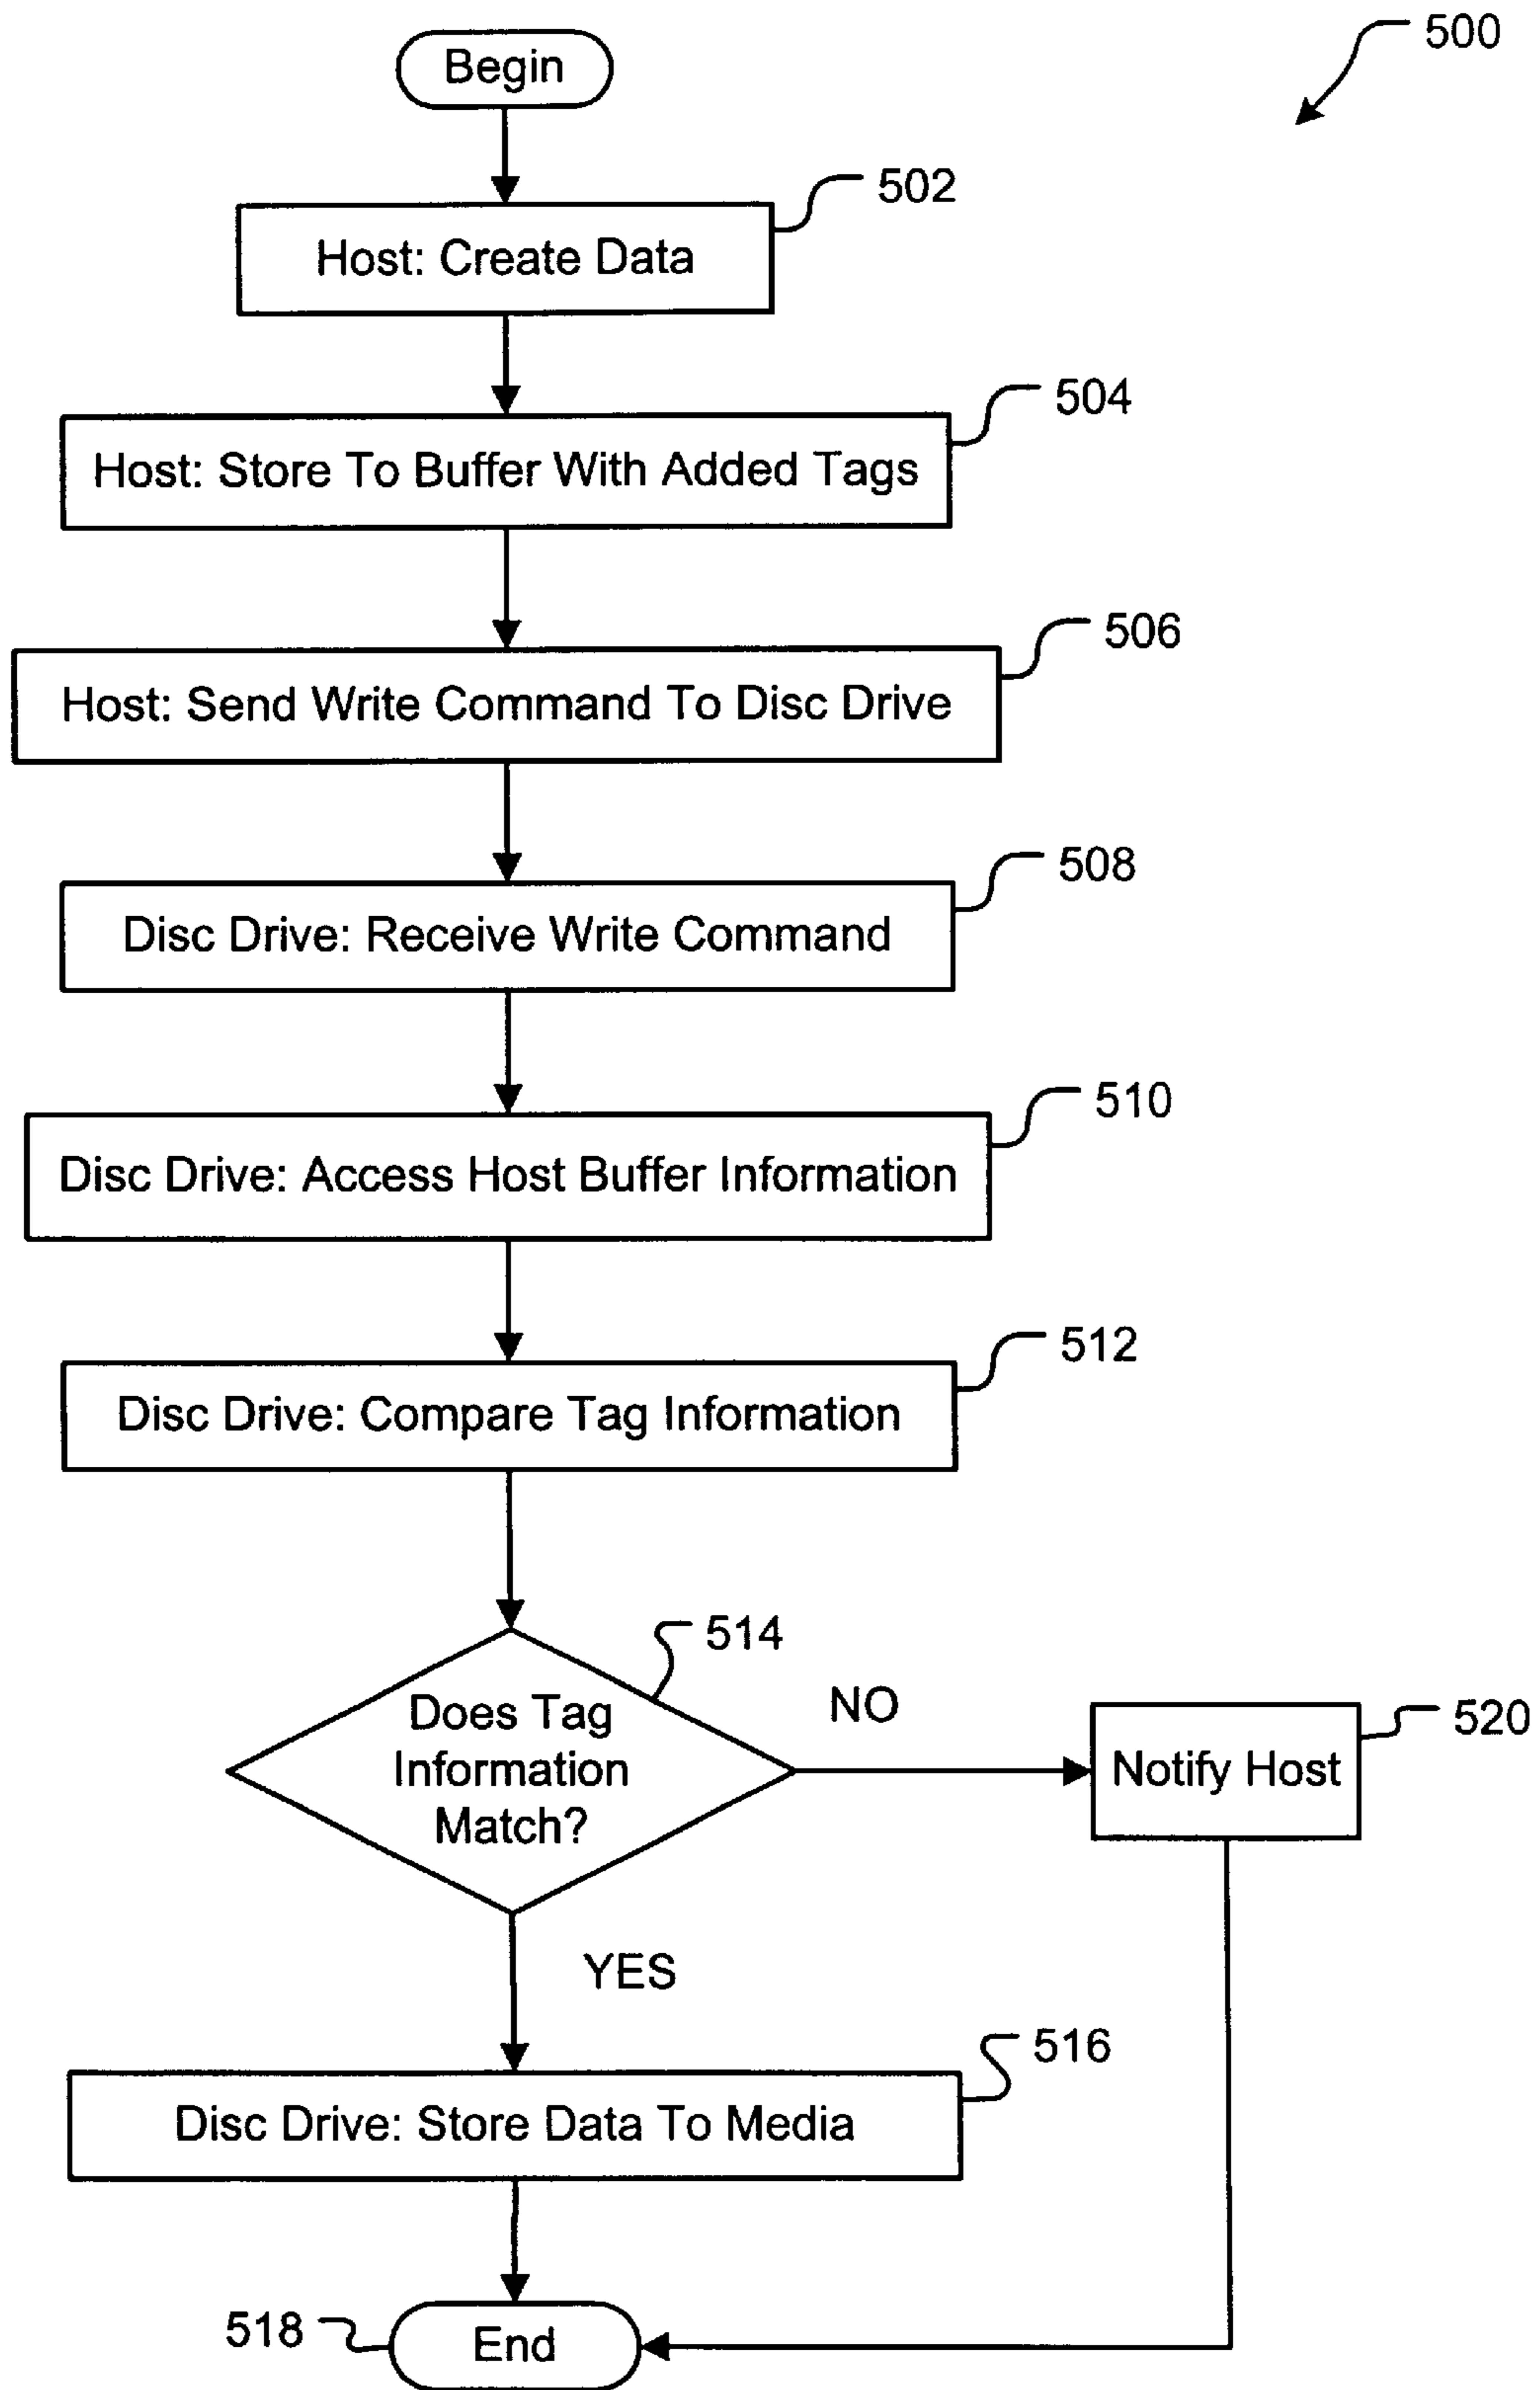 500
Begin
502
Host: Create Data
504
Host: Store To Buffer With Added Tags
506
Host: Send Write Command To Disc Drive
508
Disc Drive: Receive Write Command
510
Disc Drive: Access Host Buffer Information
512
Disc Drive: Compare Tag Information
514
Does Tag
Information
Match?
NO
520
Notify Host
YES
516
Disc Drive: Store Data To Media
518
End